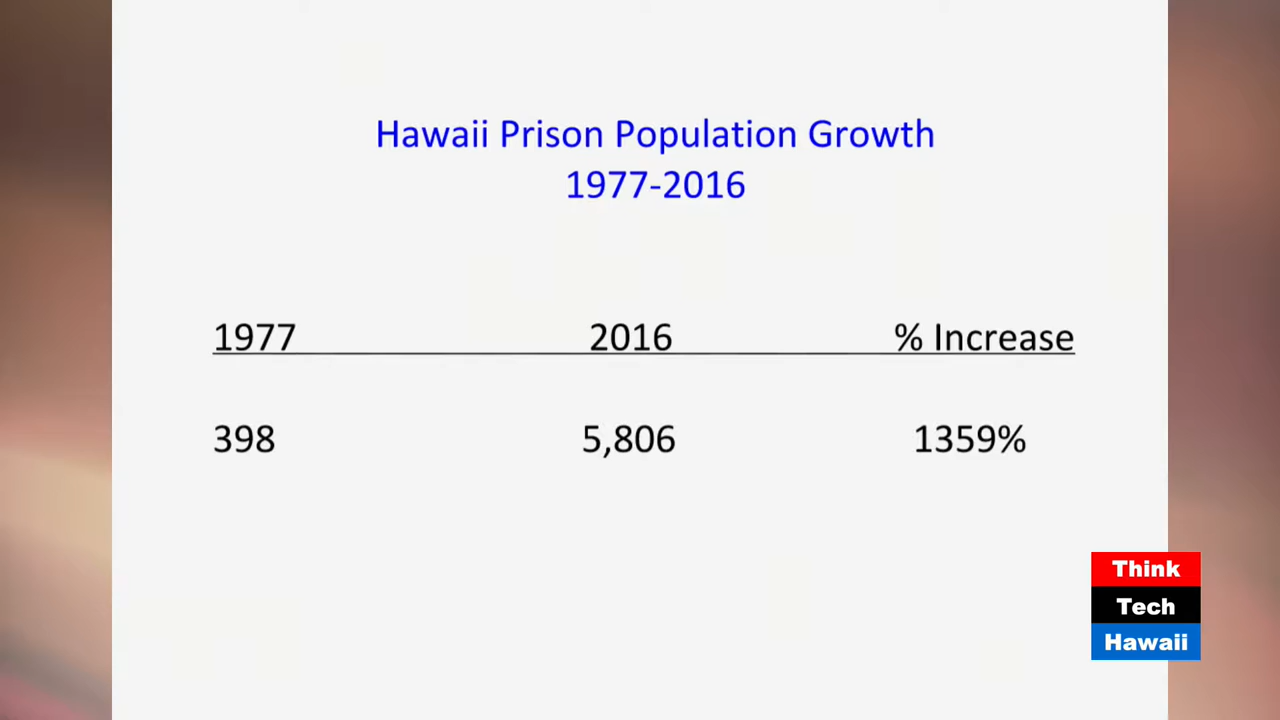 Hawaii Prison Population Growth
1977-2016
1977 2016 % Increase
398 5,806 1359%
Think
Tech
Hawaii